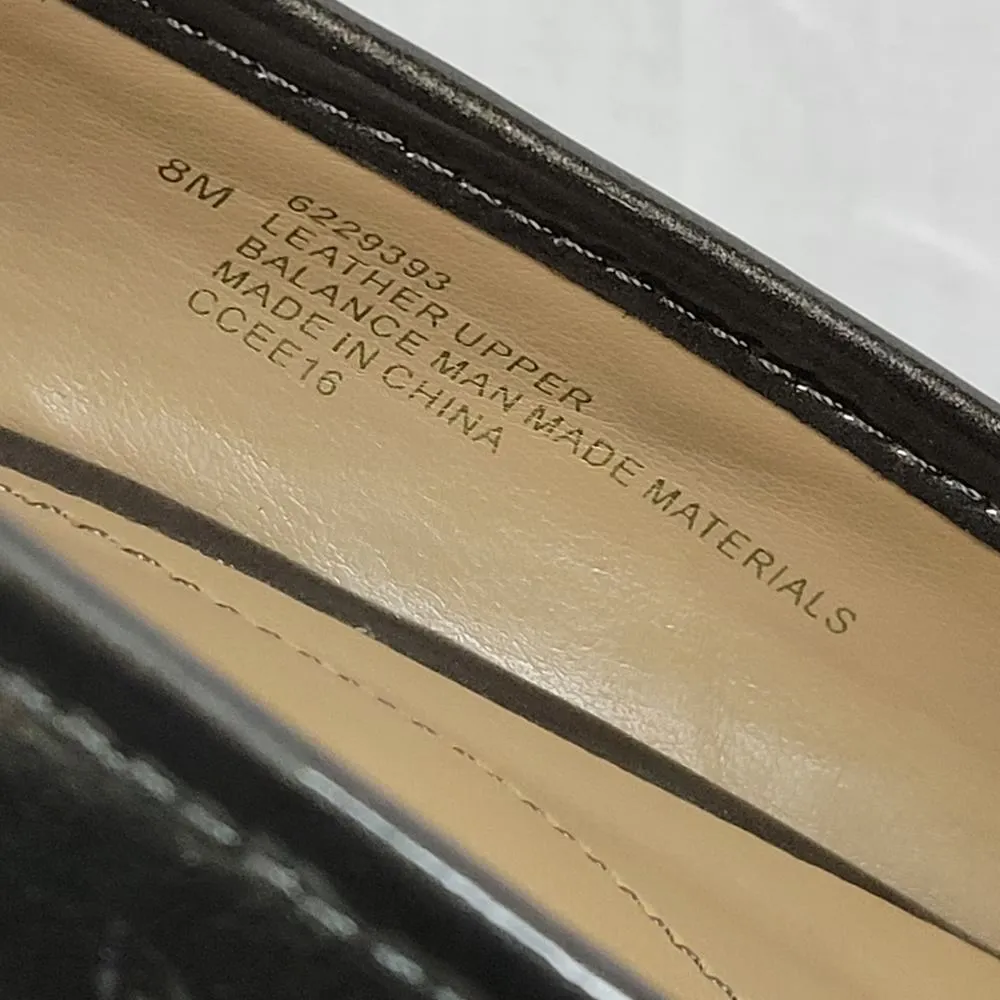 8M 6229393
LEATHER UPPER
BALANCE MAN MADE MATERIALS
MADE IN CHINA
CCEE16